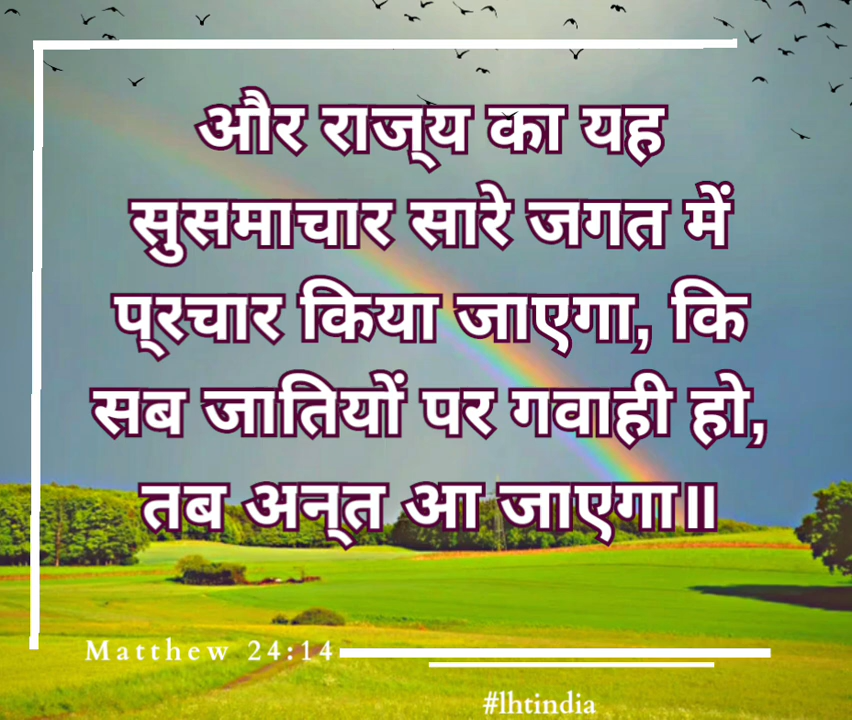 और राज्य का यह
सुसमाचार सारे जगत में
प्रचार किया जाएगा, कि
सब जातियों पर गवाही हो,
तब अन्त आ जाएगा॥
Matthew 24:14
#lhtindia